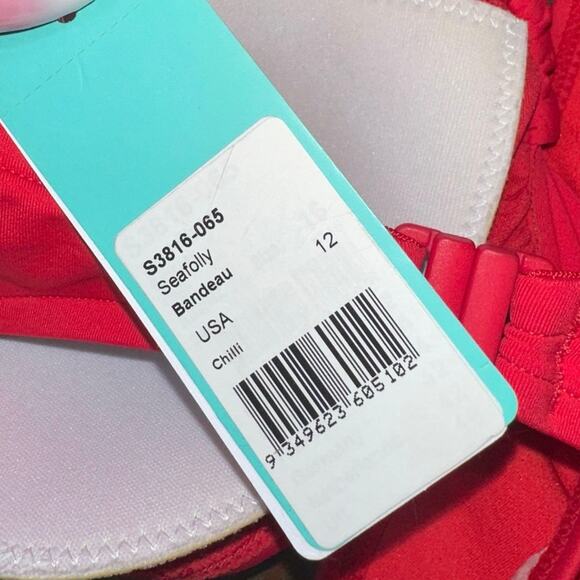 S3816-065
Seafolly
Bandeau
USA 12
Chilli
9 349623 605102